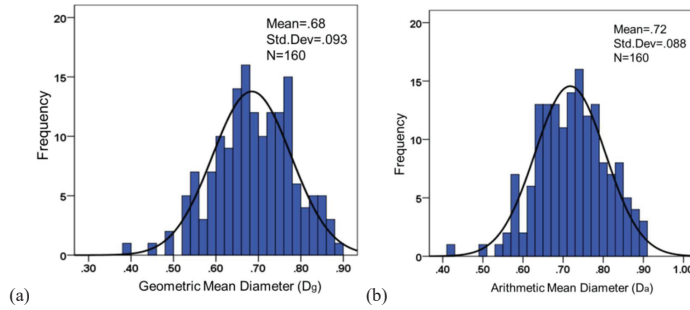 Mean=.68
Std.Dev=.093
N=160
20
15
10
5
0
Frequency
.30 .40 .50 .60 .70 .80 .90
Geometric Mean Diameter (Dg)
(a)
Mean=.72
Std.Dev=.088
N=160
20
15
10
5
0
Frequency
.40 .50 .60 .70 .80 .90 1.00
Arithmetic Mean Diameter (Da)
(b)